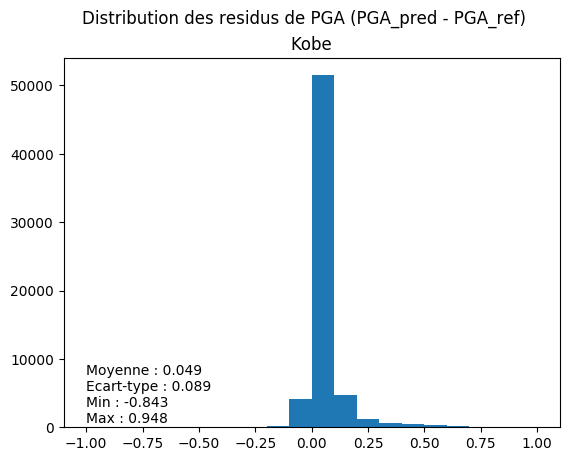 Distribution des residus de PGA (PGA_pred - PGA_ref)
Kobe
50000
40000
30000
20000
10000
0
Moyenne : 0.049
Ecart-type : 0.089
Min : -0.843
Max : 0.948
-1.00 -0.75 -0.50 -0.25 0.00 0.25 0.50 0.75 1.00